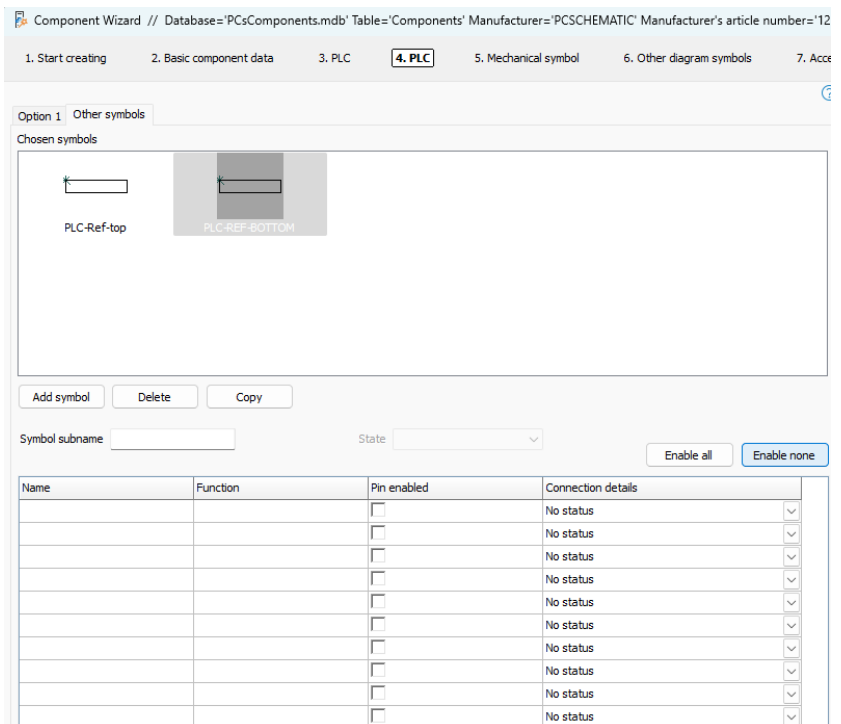 Component Wizard // Database='PCsComponents.mdb' Table='Components' Manufacturer='PCSCHEMATIC' Manufacturer's article number='12
1. Start creating 2. Basic component data 3. PLC 4. PLC 5. Mechanical symbol 6. Other diagram symbols 7. Acce
?
Option 1 Other symbols
Chosen symbols
PLC-Ref-top PLC-REF-BOTTOM
Add symbol Delete Copy
Symbol subname State
Enable all Enable none
Name Function Pin enabled Connection details
No status
No status
No status
No status
No status
No status
No status
No status
No status
No status